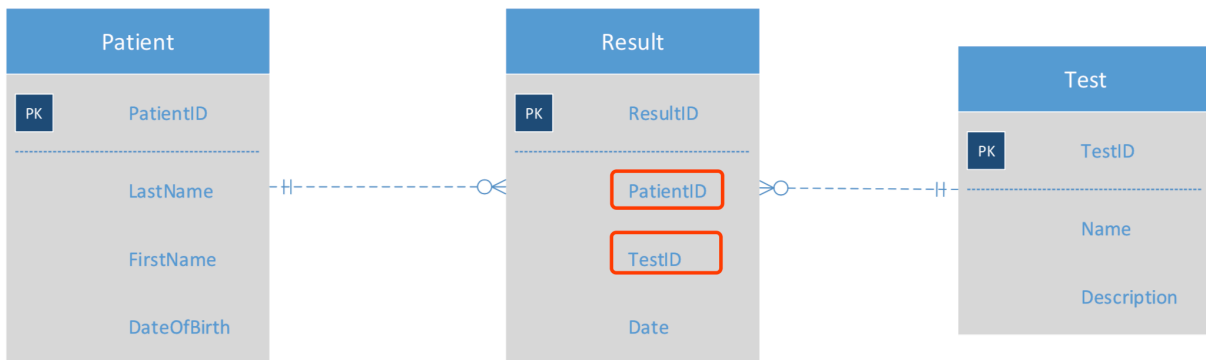 Patient
PK PatientID
LastName
FirstName
DateOfBirth
Result
PK ResultID
PatientID
TestID
Date
Test
PK TestID
Name
Description